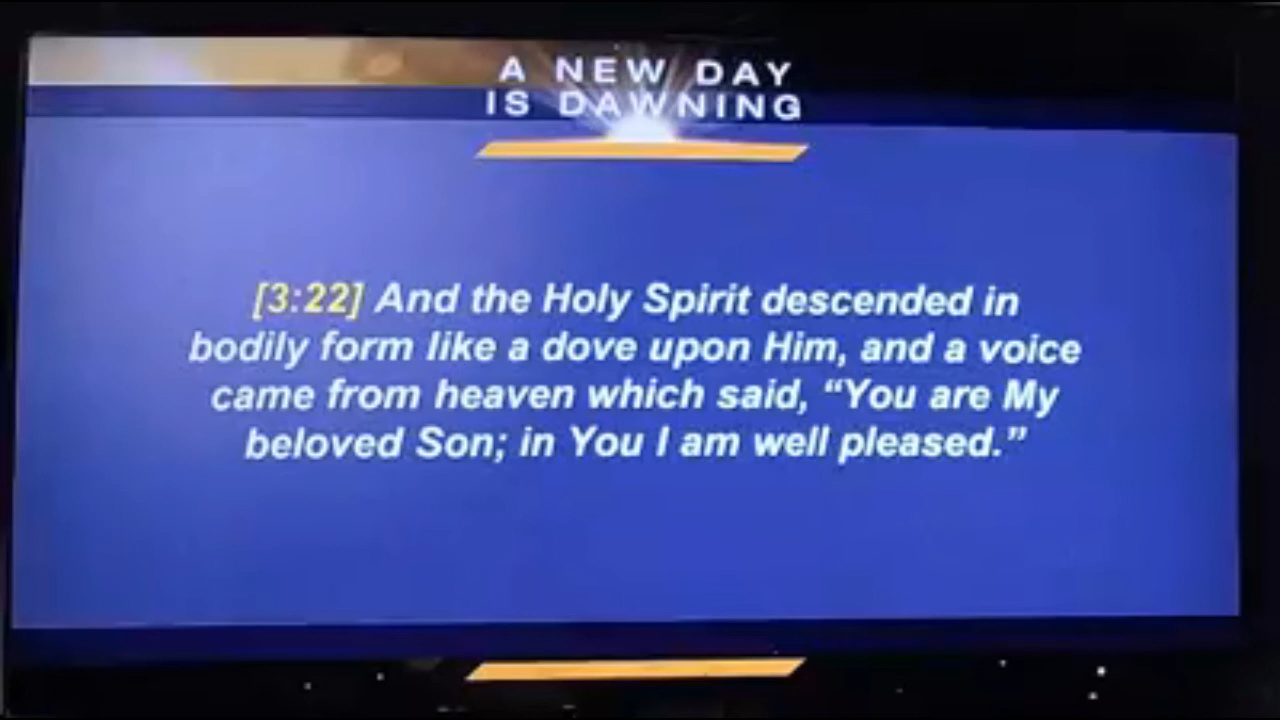 A NEW DAY
IS DAWNING
[3:22] And the Holy Spirit descended in
bodily form like a dove upon Him, and a voice
came from heaven which said, “You are My
beloved Son; in You I am well pleased.”